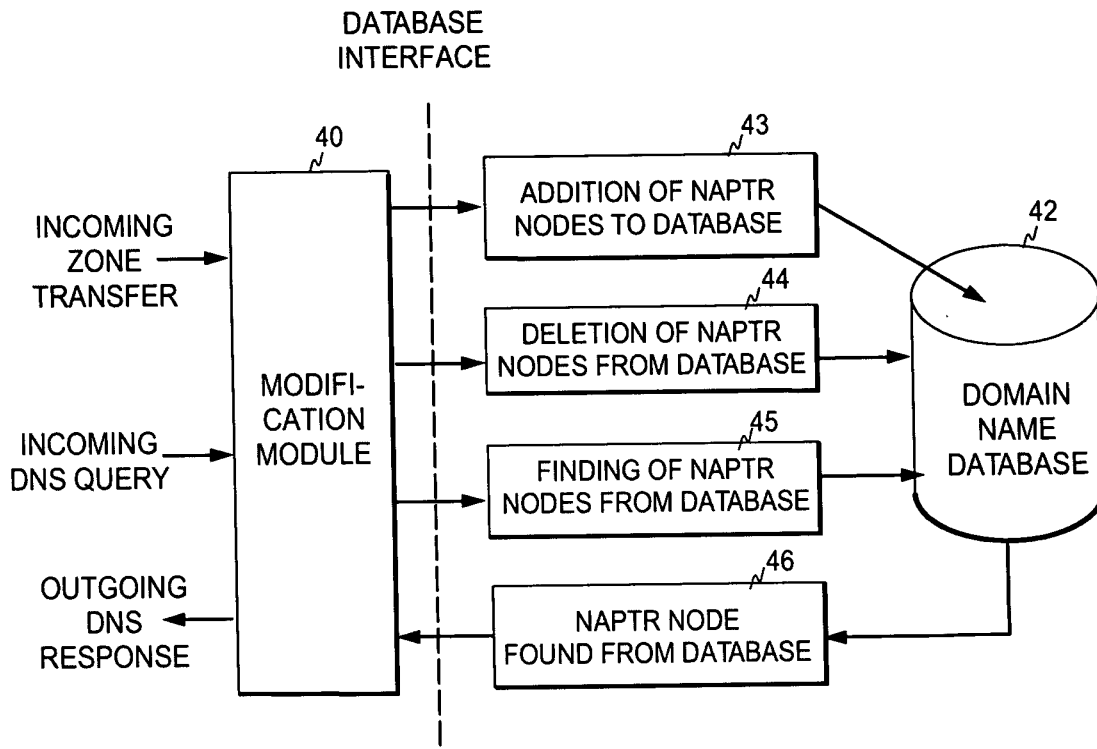 DATABASE
INTERFACE
40
43
ADDITION OF NAPTR
NODES TO DATABASE
42
INCOMING
ZONE
TRANSFER
44
DELETION OF NAPTR
NODES FROM DATABASE
MODIFI-
CATION
MODULE
DOMAIN
NAME
DATABASE
INCOMING
DNS QUERY
45
FINDING OF NAPTR
NODES FROM DATABASE
46
OUTGOING
DNS
RESPONSE
NAPTR NODE
FOUND FROM DATABASE